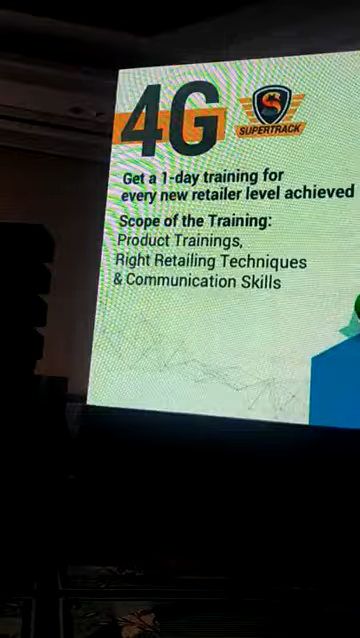 4G
SUPERTRACK
Get a 1-day training for
every new retailer level achieved
Scope of the Training:
Product Trainings,
Right Retailing Techniques
& Communication Skills